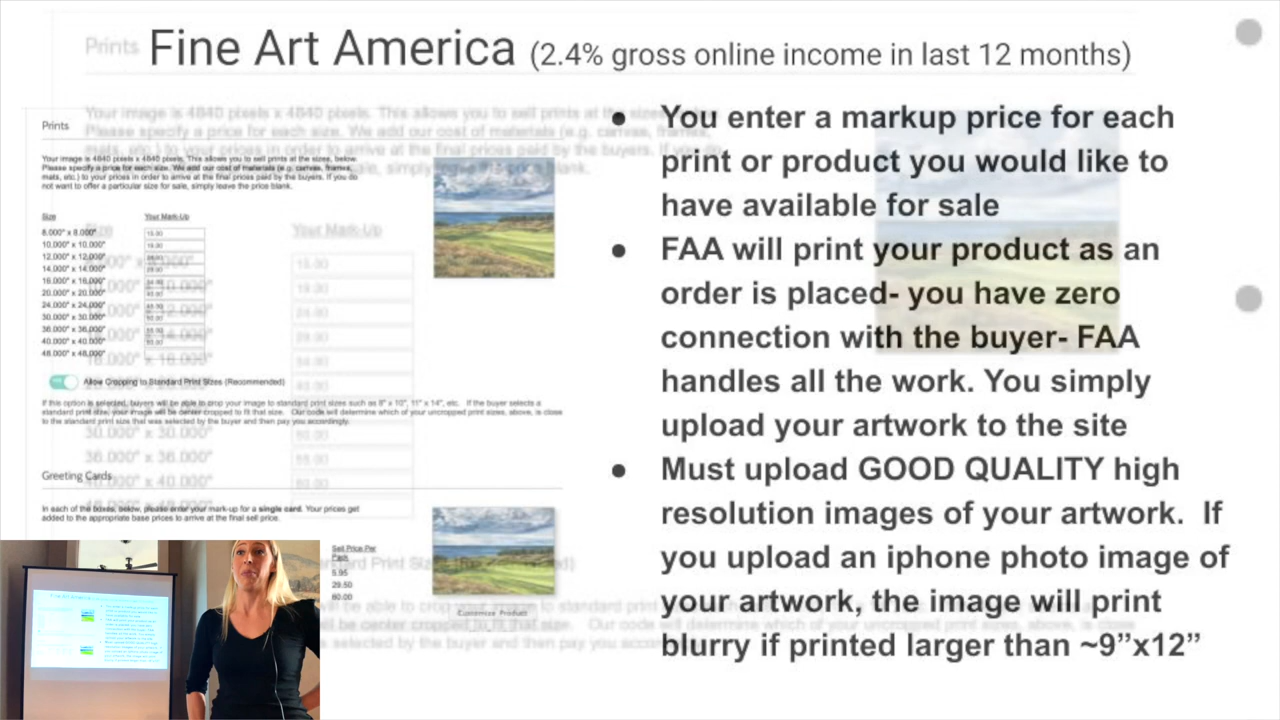 Fine Art America (2.4% gross online income in last 12 months)
Prints
Prints
Your image is 4840 pixels x 4840 pixels. This allows you to sell prints at the sizes, below.
Please specify a price for each size. We add our cost of materials (e.g. canvas, frames,
mats, etc.) to your prices in order to arrive at the final prices paid by the buyers. If you do
not want to offer a particular size for sale, simply leave the price blank.
Size Your Mark-Up
8.000" x 8.000" 15.00
10.000" x 10.000" 19.00
12.000" x 12.000"
14.000" x 14.000" 29.00
16.000" x 16.000"
20.000" x 20.000"
24.000" x 24.000"
30.000" x 30.000"
36.000" x 36.000"
40.000" x 40.000" 60.00
48.000" x 48.000"
Allow Cropping to Standard Print Sizes (Recommended)
If this option is selected, buyers will be able to crop your image to standard print sizes such as 8" x 10", 11" x 14", etc. If the buyer selects a
standard print size, your image will be center cropped to fit that size. Our code will determine which of your uncropped print sizes, above, is close
to the standard print size that was selected by the buyer and then pay you accordingly.
Greeting Cards
In each of the boxes, below, please enter your mark-up for a single card. Your prices get
added to the appropriate base prices to arrive at the final sell price.
Sell Price Per
Pack
5.95
29.50
60.00
Customize Product
● You enter a markup price for each
print or product you would like to
have available for sale
● FAA will print your product as an
order is placed- you have zero
connection with the buyer- FAA
handles all the work. You simply
upload your artwork to the site
● Must upload GOOD QUALITY high
resolution images of your artwork. If
you upload an iphone photo image of
your artwork, the image will print
blurry if printed larger than ~9”x12”